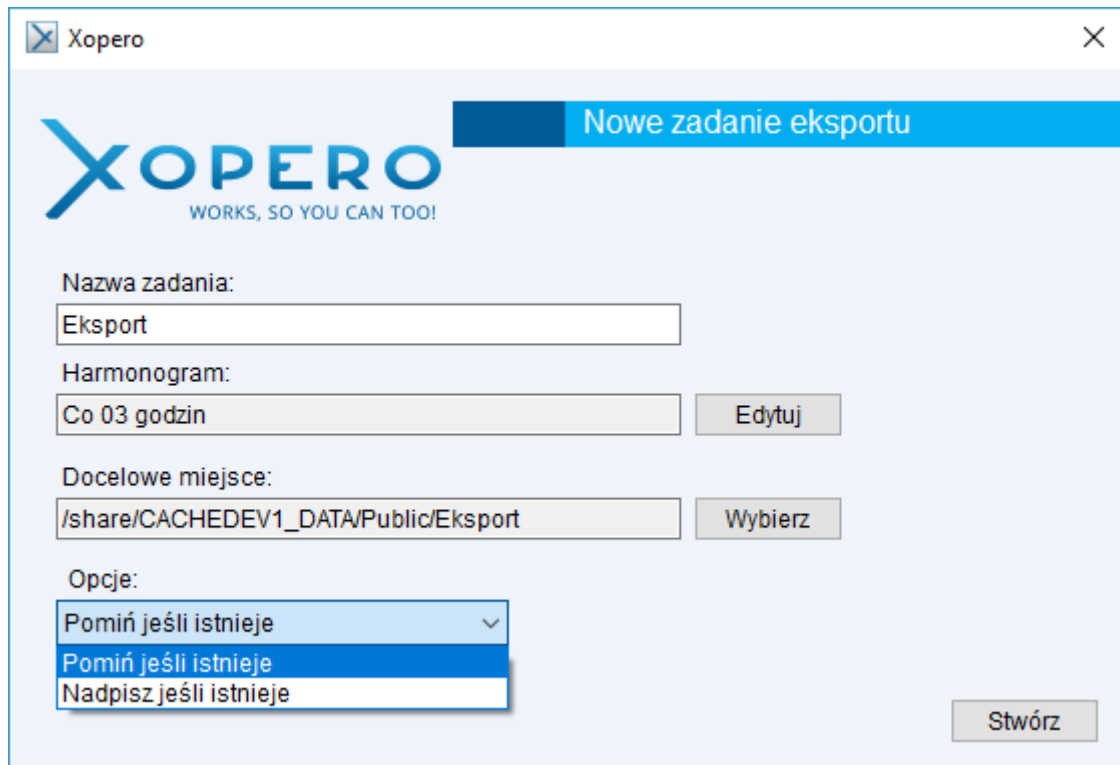 Xopero
Nowe zadanie eksportu
XOPERO
WORKS, SO YOU CAN TOO!
Nazwa zadania:
Eksport
Harmonogram:
Co 03 godzin
Edytuj
Docelowe miejsce:
/share/CACHEDEV1_DATA/Public/Eksport
Wybierz
Opcje:
Pomiń jeśli istnieje
Pomiń jeśli istnieje
Nadpisz jeśli istnieje
Stwórz